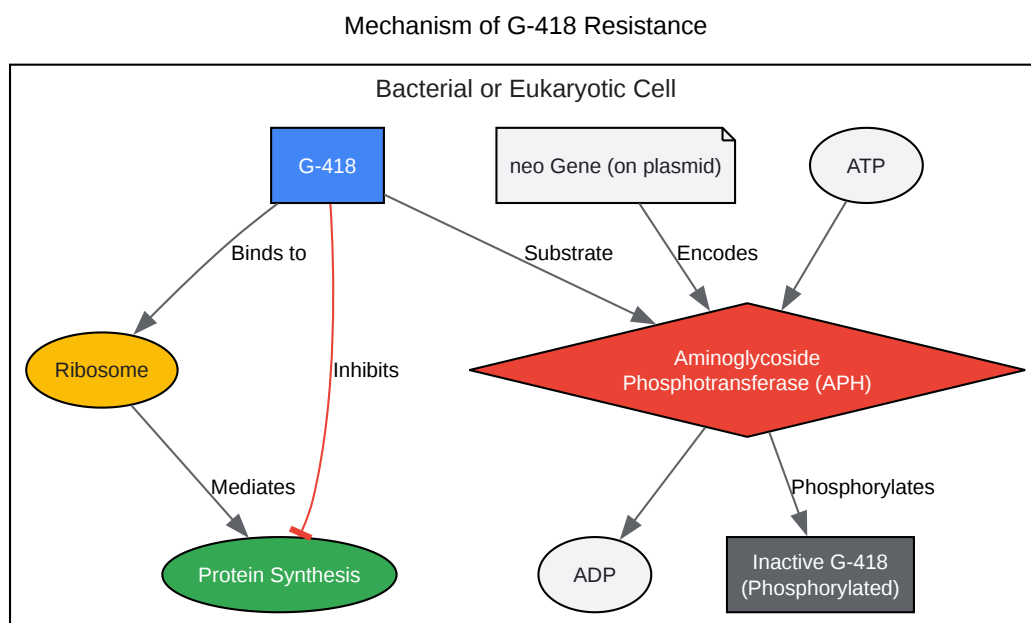 Mechanism of G-418 Resistance
Bacterial or Eukaryotic Cell
G-418
neo Gene (on plasmid)
ATP
Binds to
Substrate
Encodes
Ribosome
Inhibits
Aminoglycoside
Phosphotransferase (APH)
Mediates
Phosphorylates
Protein Synthesis
ADP
Inactive G-418
(Phosphorylated)